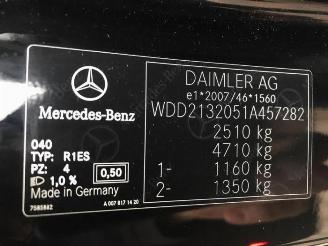 Mercedes-Benz
040
TYP: R1ES
PZ: 4 0,50
1,0 %
Made in Germany
7585882 A 007 817 14 20
DAIMLER AG
e1*2007/46*1560
WDD2132051A457282
2510 kg
4710 kg
1- 1160 kg
2- 1350 kg